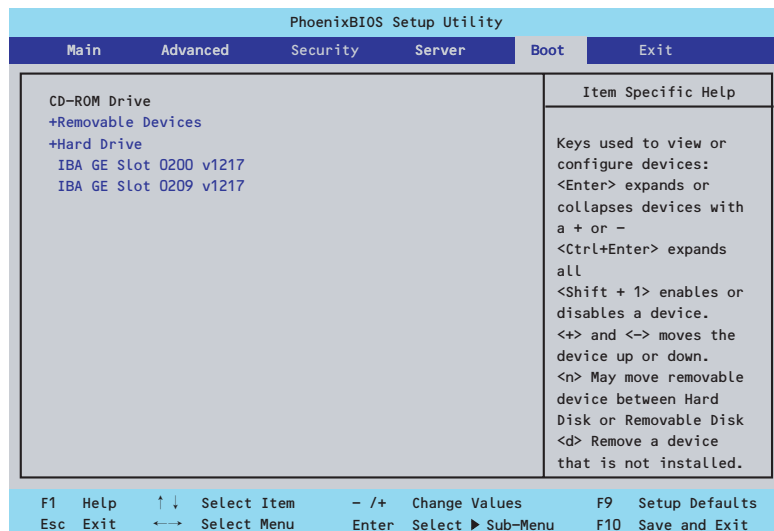 PhoenixBIOS Setup Utility
Main Advanced Security Server Boot Exit
CD-ROM Drive
+Removable Devices
+Hard Drive
IBA GE Slot 0200 v1217
IBA GE Slot 0209 v1217
Item Specific Help
Keys used to view or
configure devices:
<Enter> expands or
collapses devices with
a + or -
<Ctrl+Enter> expands
all
<Shift + 1> enables or
disables a device.
<+> and <-> moves the
device up or down.
<n> May move removable
device between Hard
Disk or Removable Disk
<d> Remove a device
that is not installed.
F1 Help ↑↓ Select Item - /+ Change Values F9 Setup Defaults
Esc Exit ←→ Select Menu Enter Select ▶ Sub-Menu F10 Save and Exit